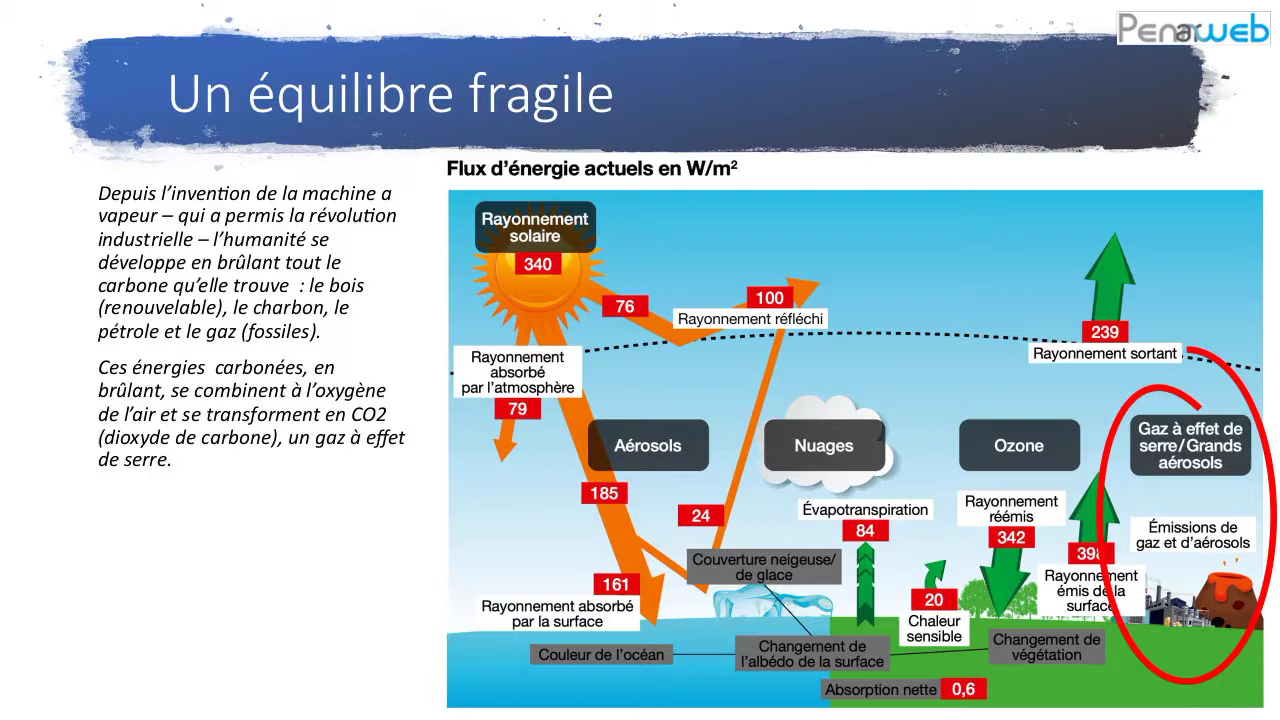 Penarweb
Un équilibre fragile
Depuis l’invention de la machine a
vapeur – qui a permis la révolution
industrielle – l’humanité se
développe en brûlant tout le
carbone qu’elle trouve  : le bois
(renouvelable), le charbon, le
pétrole et le gaz (fossiles).
Ces énergies  carbonées, en
brûlant, se combinent à l’oxygène
de l’air et se transforment en CO2
(dioxyde de carbone), un gaz à effet
de serre.
Flux d’énergie actuels en W/m²
Rayonnement
solaire
340
76
100
Rayonnement réfléchi
239
Rayonnement sortant
Rayonnement
absorbé
par l’atmosphère
79
Aérosols
Nuages
Ozone
Gaz à effet de
serre/Grands
aérosols
185
24
Évapotranspiration
84
Rayonnement
réémis
342
398
Émissions de
gaz et d’aérosols
Couverture neigeuse/
de glace
161
Rayonnement absorbé
par la surface
20
Chaleur
sensible
Rayonnement
émis de la
surface
Couleur de l’océan
Changement de
l’albédo de la surface
Changement de
végétation
Absorption nette
0,6